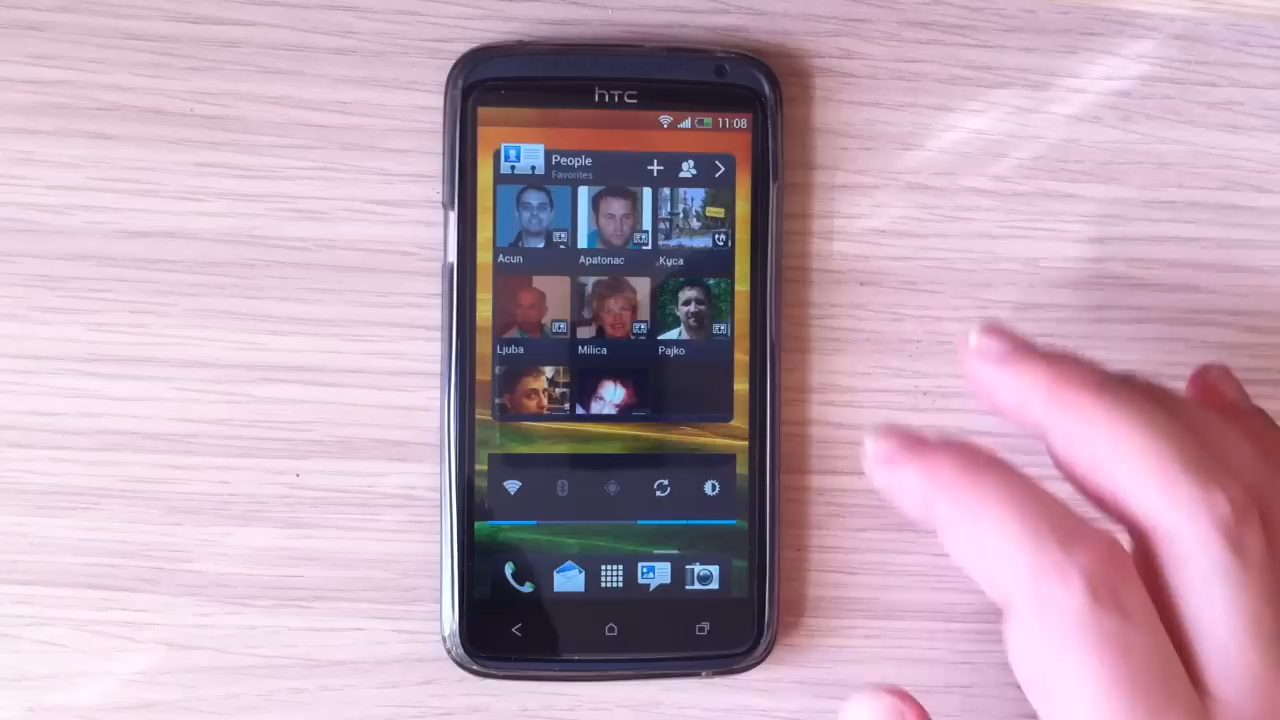 hTC
11:08
People
Favorites
Acun
Apatonac
Kyca
Ljuba
Milica
Pajko